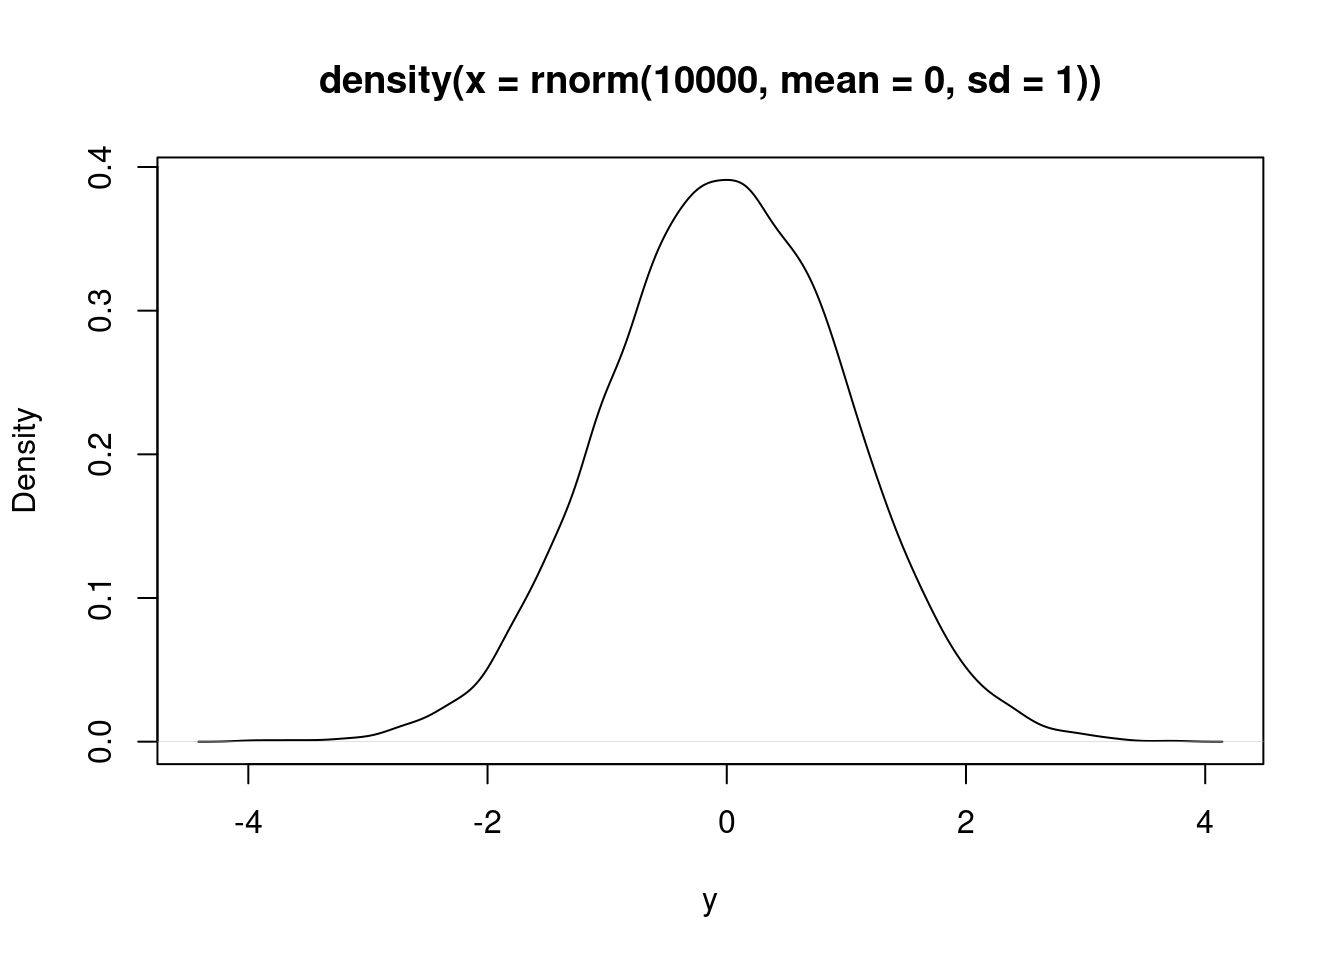 density(x = rnorm(10000, mean = 0, sd = 1))
0.4
0.3
0.2
0.1
0.0
Density
-4 -2 0 2 4
y